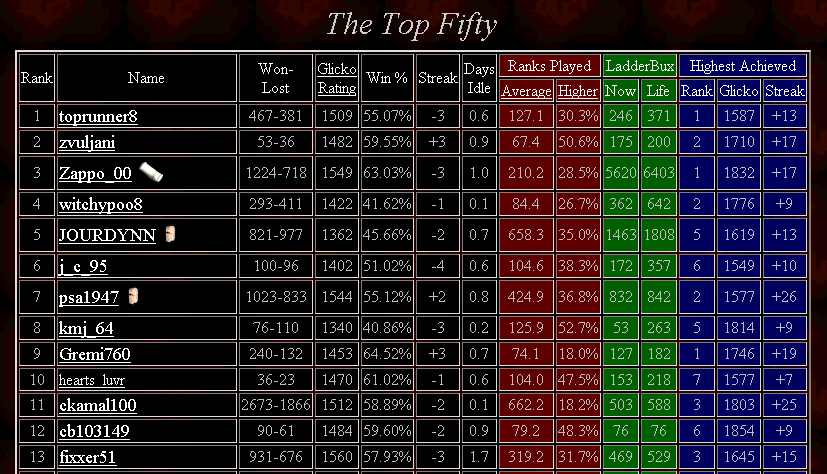 The Top Fifty
Rank Name Won-Lost Glicko Rating Win % Streak Days Idle Ranks Played LadderBux Highest Achieved
Average Higher Now Life Rank Glicko Streak
1 toprunner8 467-381 1509 55.07% -3 0.6 127.1 30.3% 246 371 1 1587 +13
2 zvuljani 53-36 1482 59.55% +3 0.9 67.4 50.6% 175 200 2 1710 +17
3 Zappo_00 1224-718 1549 63.03% -3 1.0 210.2 28.5% 5620 6403 1 1832 +17
4 witchypoo8 293-411 1422 41.62% -1 0.1 84.4 26.7% 362 642 2 1776 +9
5 JOURDYNN 821-977 1362 45.66% -2 0.7 658.3 35.0% 1463 1808 5 1619 +13
6 j_c_95 100-96 1402 51.02% -4 0.6 104.6 38.3% 172 357 6 1549 +10
7 psa1947 1023-833 1544 55.12% +2 0.8 424.9 36.8% 832 842 2 1577 +26
8 kmj_64 76-110 1340 40.86% -3 0.2 125.9 52.7% 53 263 5 1814 +9
9 Gremi760 240-132 1453 64.52% +3 0.7 74.1 18.0% 127 182 1 1746 +19
10 hearts_luvr 36-23 1470 61.02% -1 0.6 104.0 47.5% 153 218 7 1577 +7
11 ckamal100 2673-1866 1512 58.89% -2 0.1 662.2 18.2% 503 588 3 1803 +25
12 cb103149 90-61 1484 59.60% -2 0.9 79.2 48.3% 76 76 6 1854 +9
13 fixxer51 931-676 1560 57.93% -3 1.7 319.2 31.7% 469 529 3 1645 +15